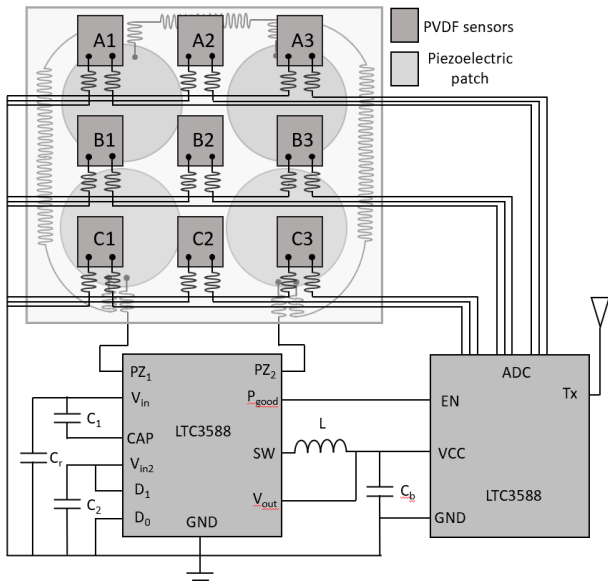 A1 A2 A3
PVDF sensors
Piezoelectric
patch
B1 B2 B3
C1 C2 C3
PZ1 PZ2
ADC
Tx
Vin Pgood
EN
C1
LTC3588
L
CAP
SW
VCC
Cr
Vin2
D1
Cb
LTC3588
C2
Vout
D0
GND
GND